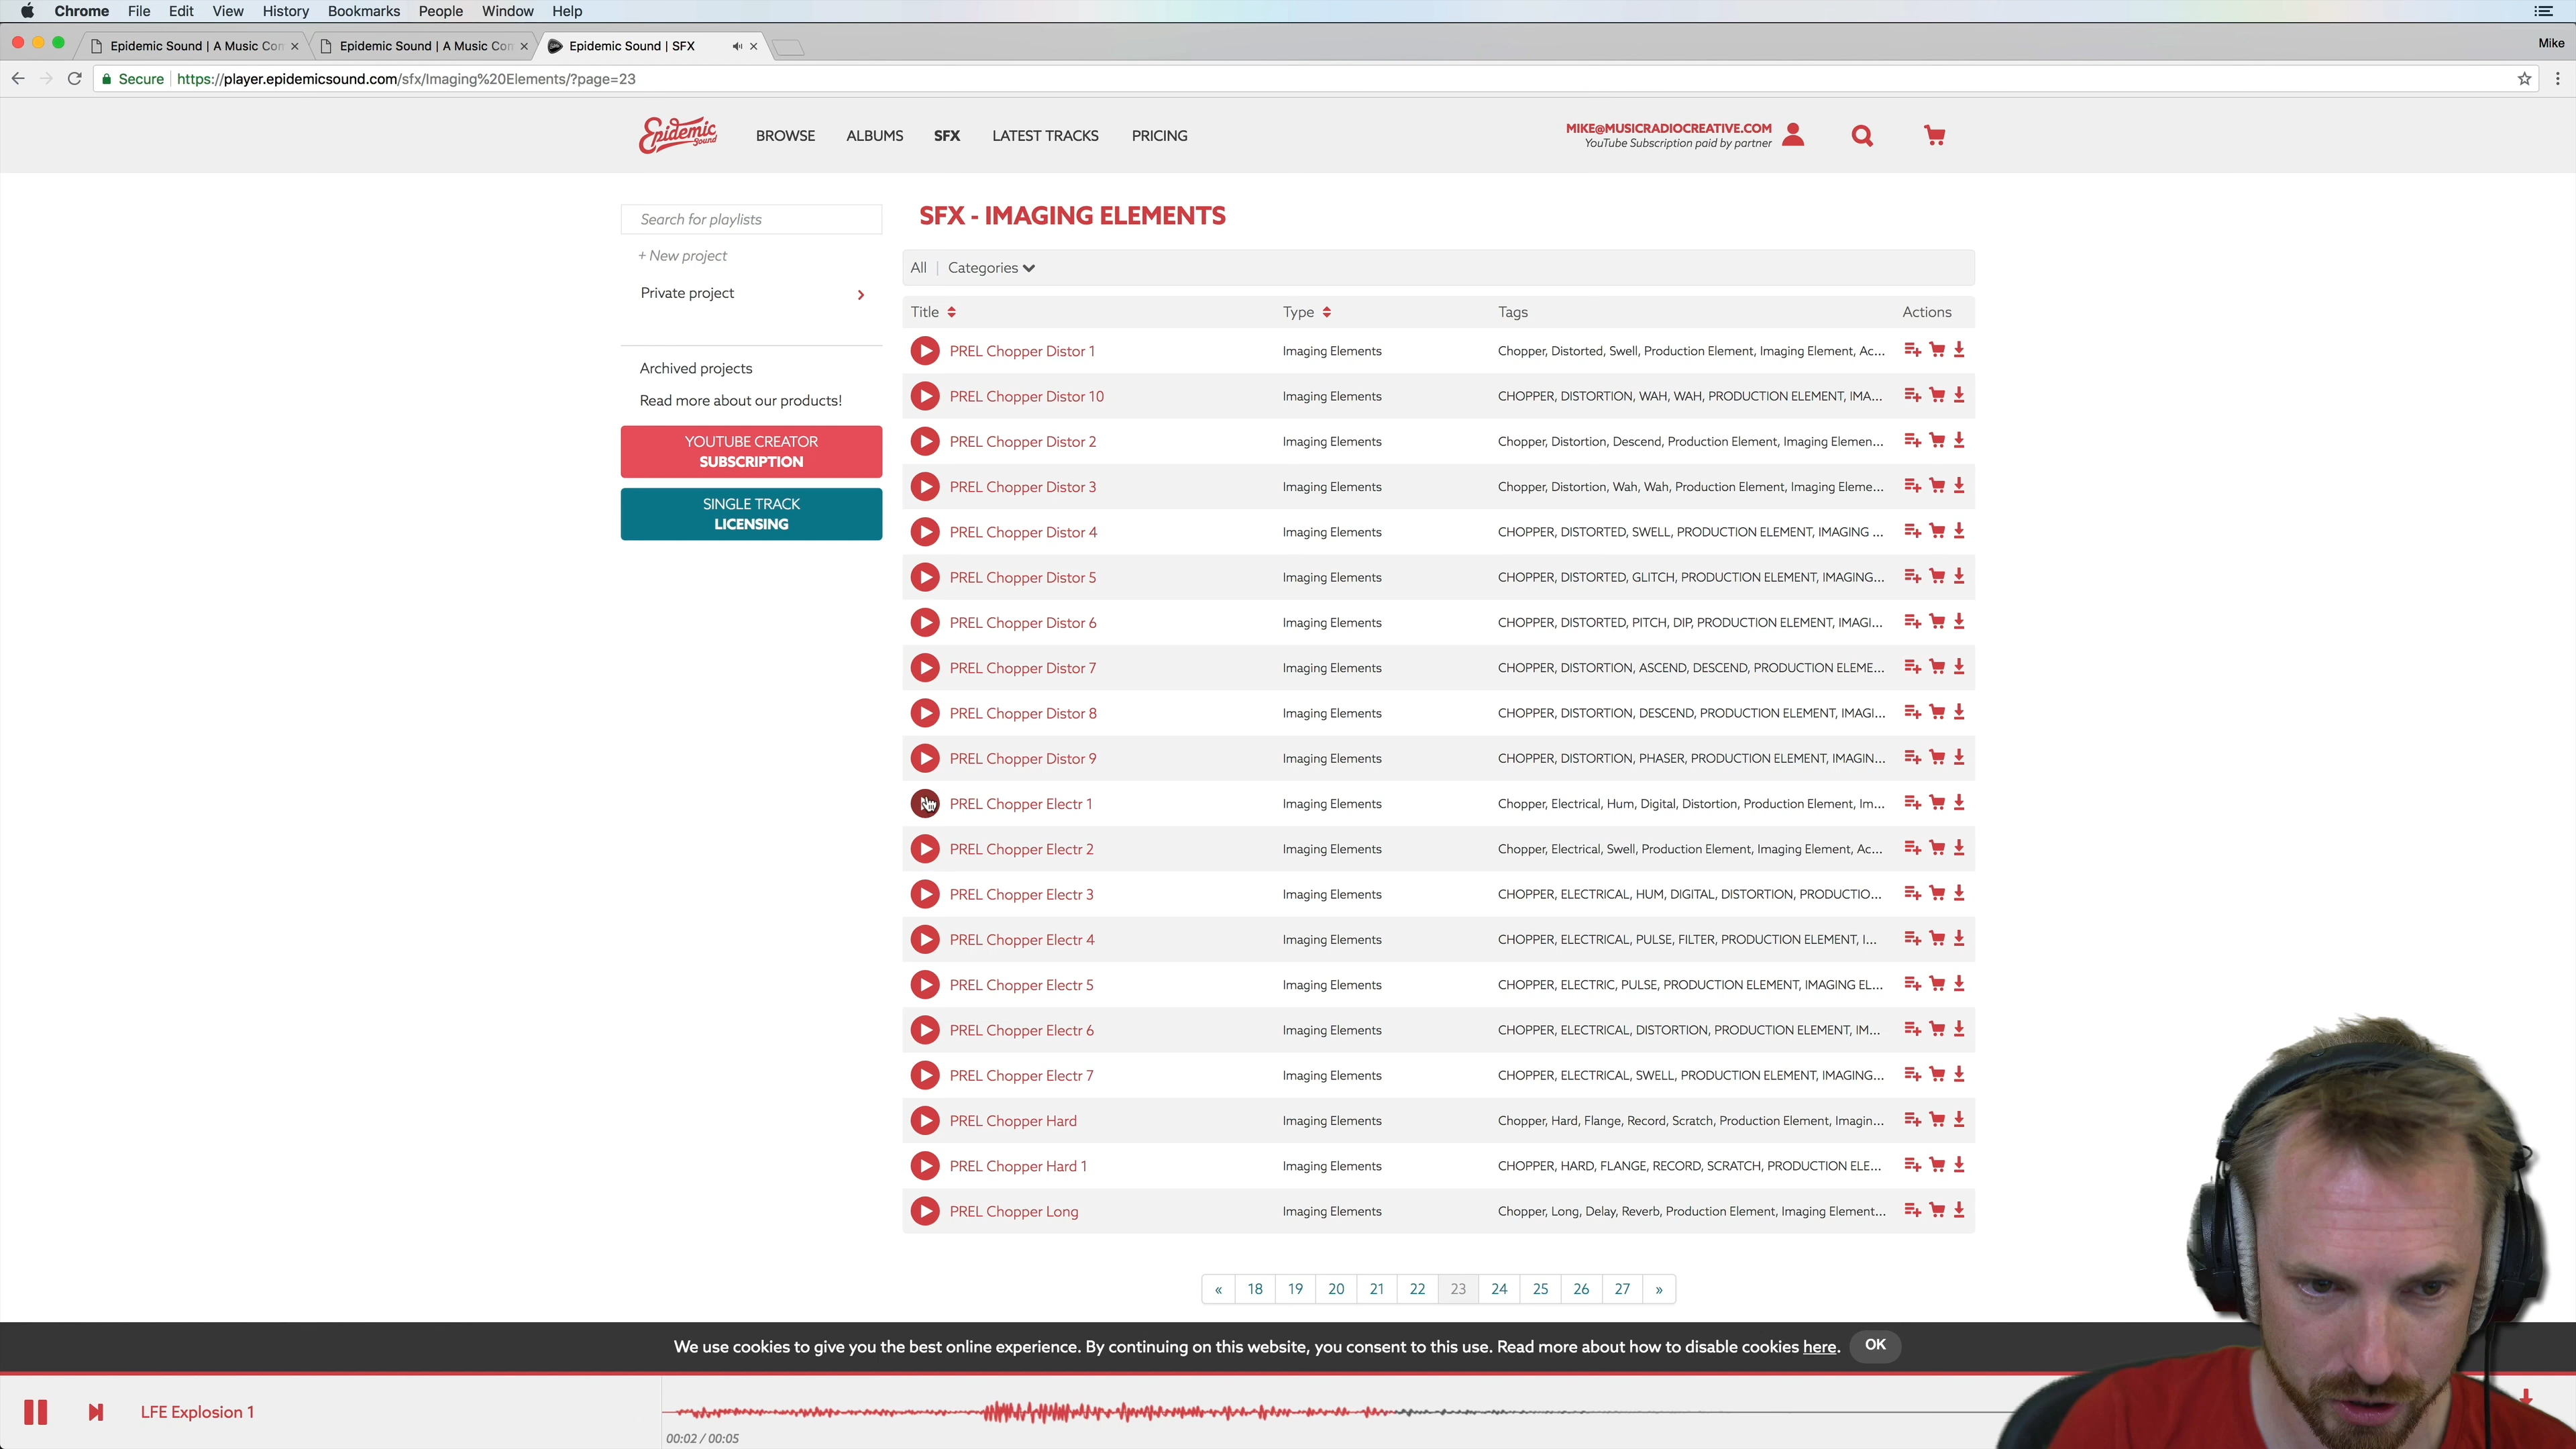 Chrome File Edit View History Bookmarks People Window Help
Epidemic Sound | A Music Con
Epidemic Sound | A Music Con
Epidemic Sound | SFX
Mike
Secure https://player.epidemicsound.com/sfx/Imaging%20Elements/?page=23
Epidemic Sound
BROWSE ALBUMS SFX LATEST TRACKS PRICING
MIKE@MUSICRADIOCREATIVE.COM
YouTube Subscription paid by partner
Search for playlists
+ New project
Private project
Archived projects
Read more about our products!
YOUTUBE CREATOR
SUBSCRIPTION
SINGLE TRACK
LICENSING
SFX - IMAGING ELEMENTS
All | Categories
Title Type Tags Actions
PREL Chopper Distor 1 Imaging Elements Chopper, Distorted, Swell, Production Element, Imaging Element, Ac...
PREL Chopper Distor 10 Imaging Elements CHOPPER, DISTORTION, WAH, WAH, PRODUCTION ELEMENT, IMA...
PREL Chopper Distor 2 Imaging Elements Chopper, Distortion, Descend, Production Element, Imaging Elemen...
PREL Chopper Distor 3 Imaging Elements Chopper, Distortion, Wah, Wah, Production Element, Imaging Eleme...
PREL Chopper Distor 4 Imaging Elements CHOPPER, DISTORTED, SWELL, PRODUCTION ELEMENT, IMAGING ...
PREL Chopper Distor 5 Imaging Elements CHOPPER, DISTORTED, GLITCH, PRODUCTION ELEMENT, IMAGING...
PREL Chopper Distor 6 Imaging Elements CHOPPER, DISTORTED, PITCH, DIP, PRODUCTION ELEMENT, IMAGI...
PREL Chopper Distor 7 Imaging Elements CHOPPER, DISTORTION, ASCEND, DESCEND, PRODUCTION ELEME...
PREL Chopper Distor 8 Imaging Elements CHOPPER, DISTORTION, DESCEND, PRODUCTION ELEMENT, IMAGI...
PREL Chopper Distor 9 Imaging Elements CHOPPER, DISTORTION, PHASER, PRODUCTION ELEMENT, IMAGIN...
PREL Chopper Electr 1 Imaging Elements Chopper, Electrical, Hum, Digital, Distortion, Production Element, Im...
PREL Chopper Electr 2 Imaging Elements Chopper, Electrical, Swell, Production Element, Imaging Element, Ac...
PREL Chopper Electr 3 Imaging Elements CHOPPER, ELECTRICAL, HUM, DIGITAL, DISTORTION, PRODUCTIO...
PREL Chopper Electr 4 Imaging Elements CHOPPER, ELECTRICAL, PULSE, FILTER, PRODUCTION ELEMENT, I...
PREL Chopper Electr 5 Imaging Elements CHOPPER, ELECTRIC, PULSE, PRODUCTION ELEMENT, IMAGING EL...
PREL Chopper Electr 6 Imaging Elements CHOPPER, ELECTRICAL, DISTORTION, PRODUCTION ELEMENT, IM...
PREL Chopper Electr 7 Imaging Elements CHOPPER, ELECTRICAL, SWELL, PRODUCTION ELEMENT, IMAGING...
PREL Chopper Hard Imaging Elements Chopper, Hard, Flange, Record, Scratch, Production Element, Imagin...
PREL Chopper Hard 1 Imaging Elements CHOPPER, HARD, FLANGE, RECORD, SCRATCH, PRODUCTION ELE...
PREL Chopper Long Imaging Elements Chopper, Long, Delay, Reverb, Production Element, Imaging Element...
« 18 19 20 21 22 23 24 25 26 27 »
We use cookies to give you the best online experience. By continuing on this website, you consent to this use. Read more about how to disable cookies here. OK
LFE Explosion 1
00:02 / 00:05